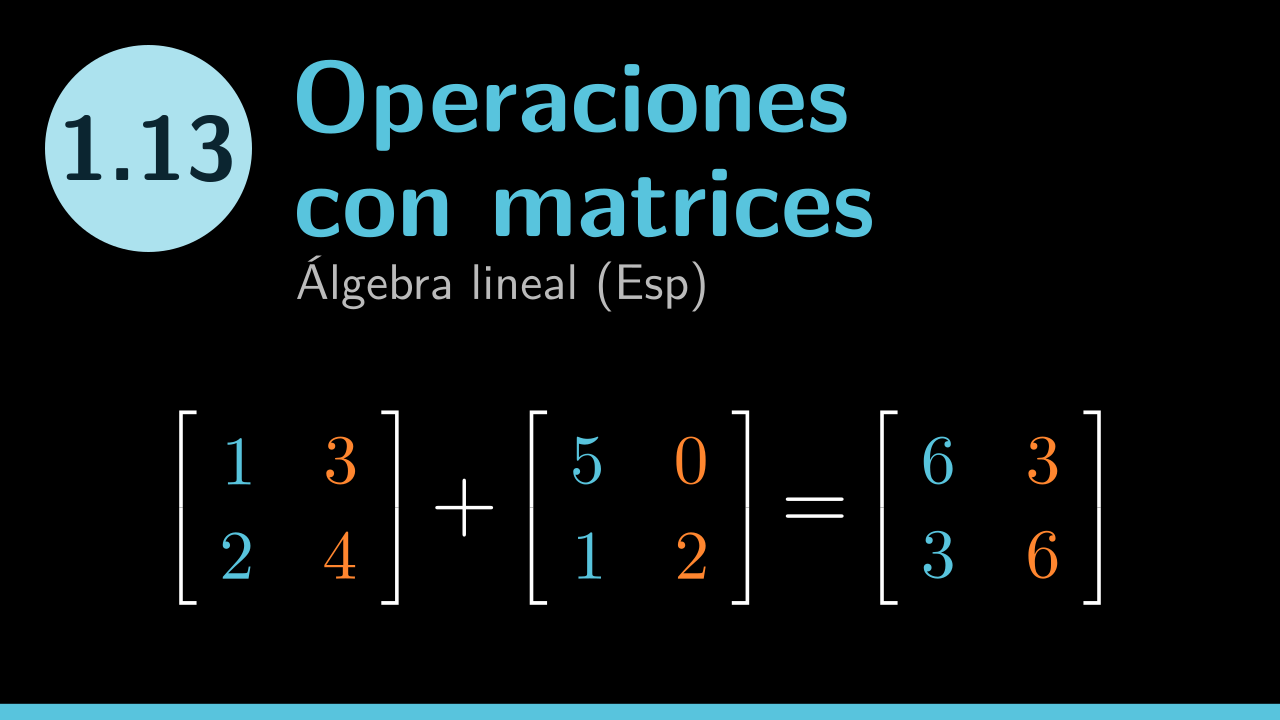 1.13
Operaciones
con matrices
Álgebra lineal (Esp)
[ 1 3 ] + [ 5 0 ] = [ 6 3 ]
[ 2 4 ] [ 1 2 ] [ 3 6 ]